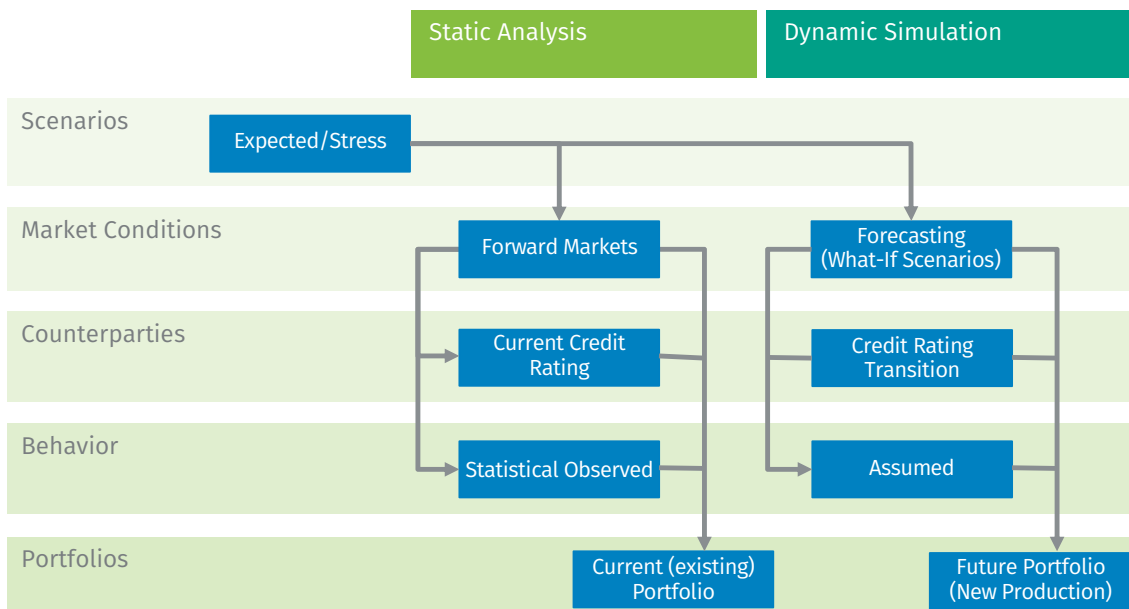 Static Analysis
Dynamic Simulation
Scenarios
Expected/Stress
Market Conditions
Forward Markets
Forecasting
(What-If Scenarios)
Counterparties
Current Credit
Rating
Credit Rating
Transition
Behavior
Statistical Observed
Assumed
Portfolios
Current (existing)
Portfolio
Future Portfolio
(New Production)